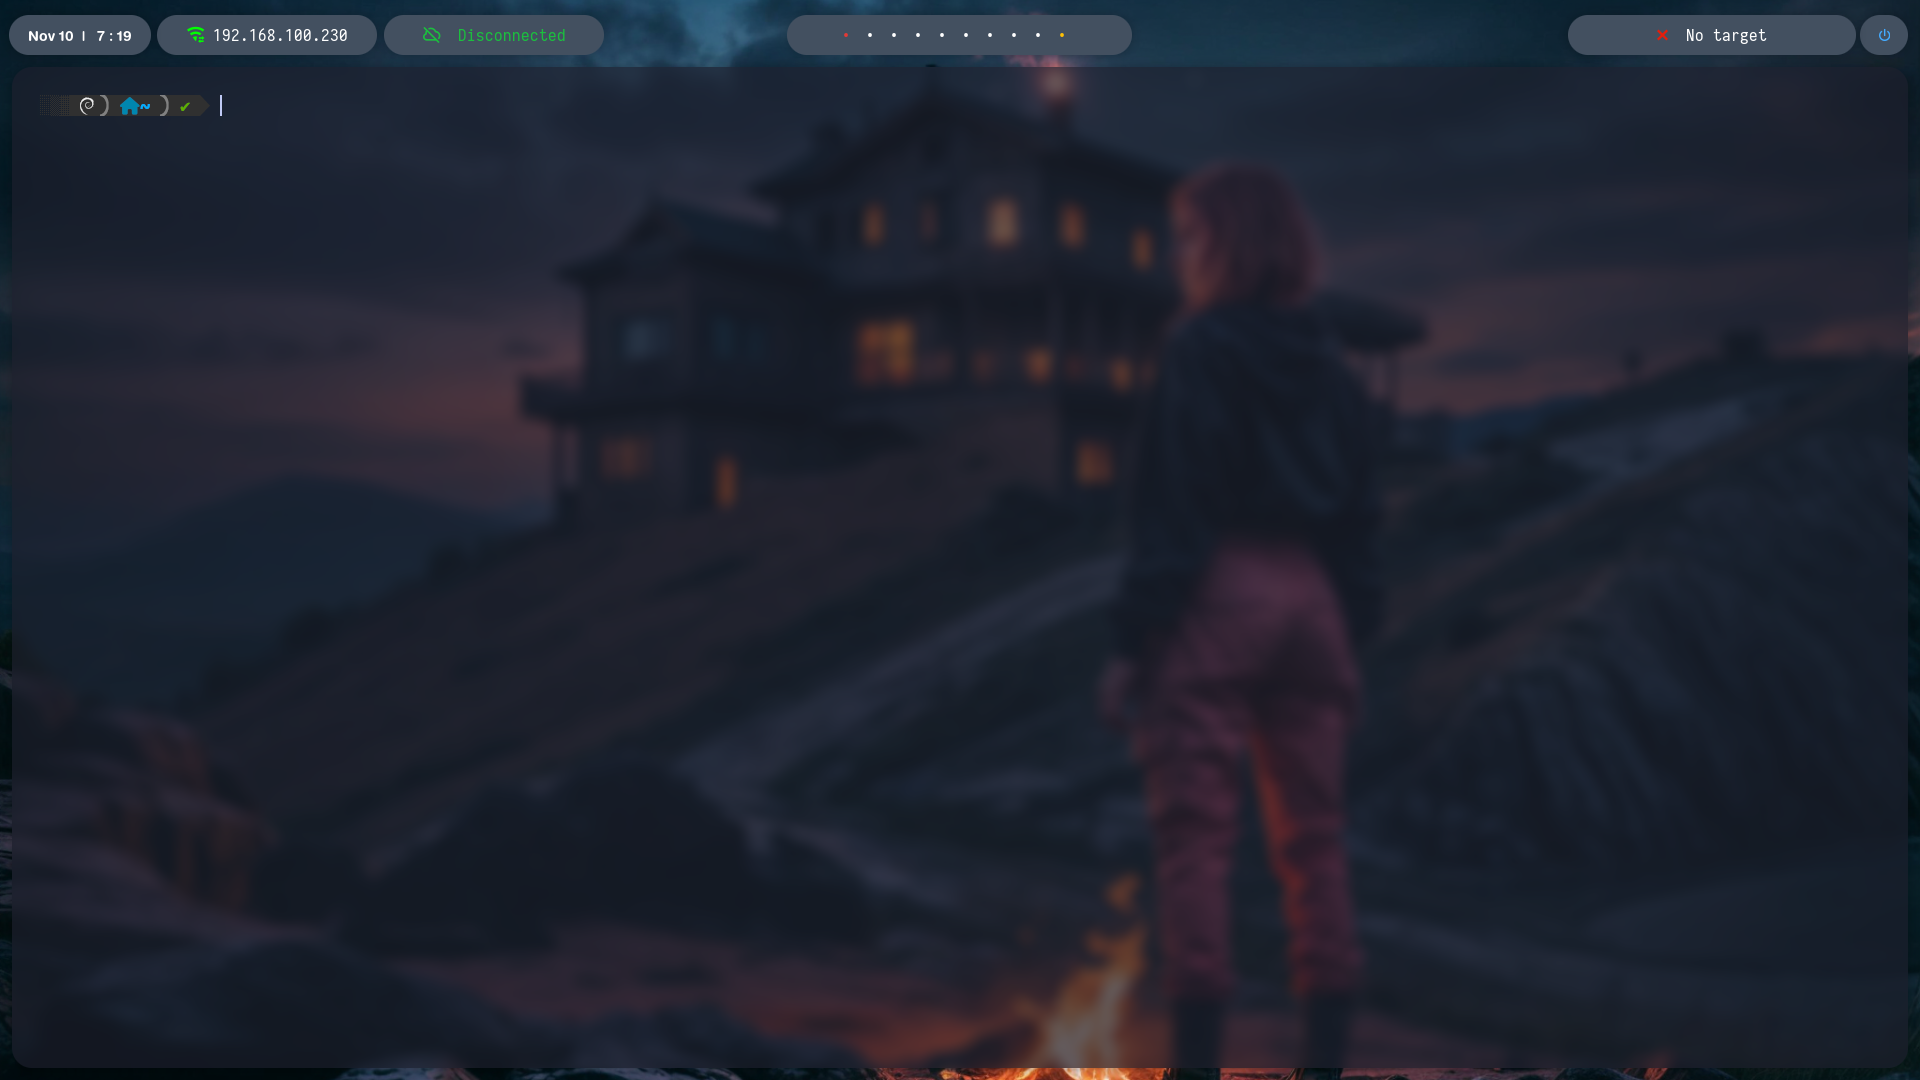 Nov 10 | 7 : 19
192.168.100.230
Disconnected
No target
~